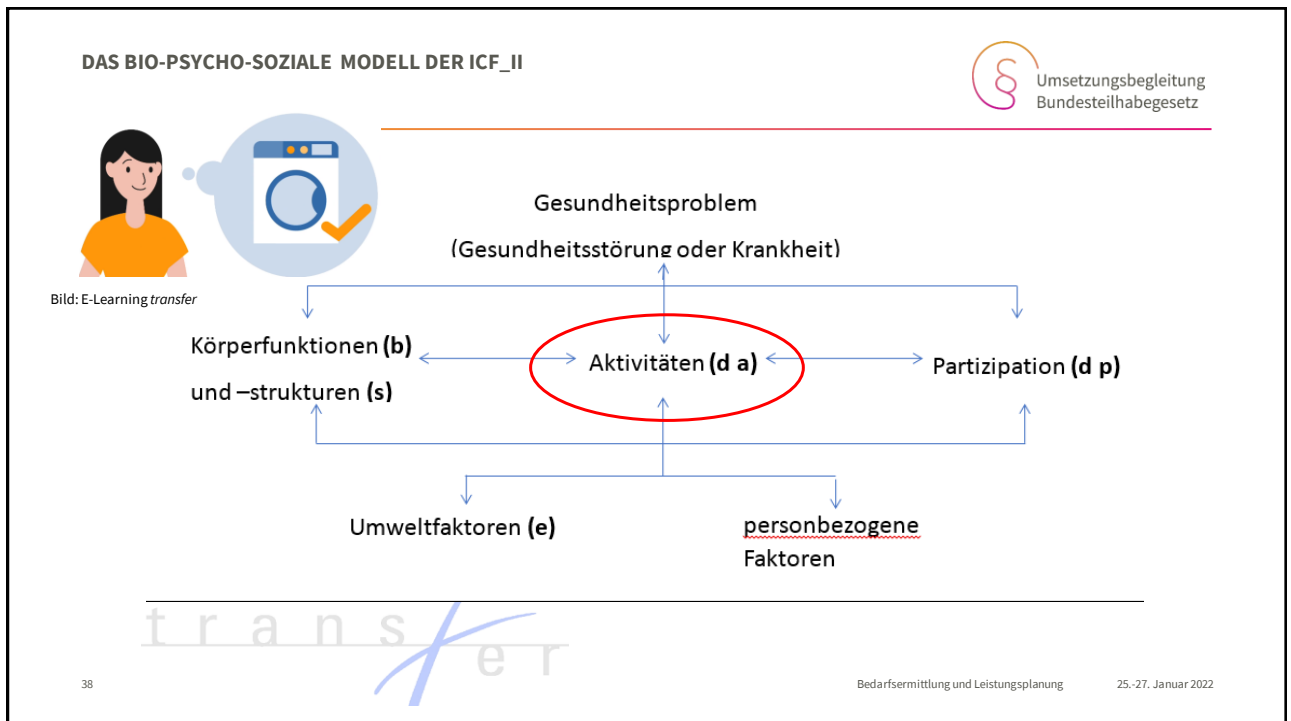 DAS BIO-PSYCHO-SOZIALE MODELL DER ICF_II
Umsetzungsbegleitung
Bundesteilhabegesetz
Gesundheitsproblem
(Gesundheitsstörung oder Krankheit)
Bild: E-Learning transfer
Körperfunktionen (b)
und –strukturen (s)
Aktivitäten (d a)
Partizipation (d p)
Umweltfaktoren (e)
personbezogene
Faktoren
transfer
38
Bedarfsermittlung und Leistungsplanung
25.-27. Januar 2022